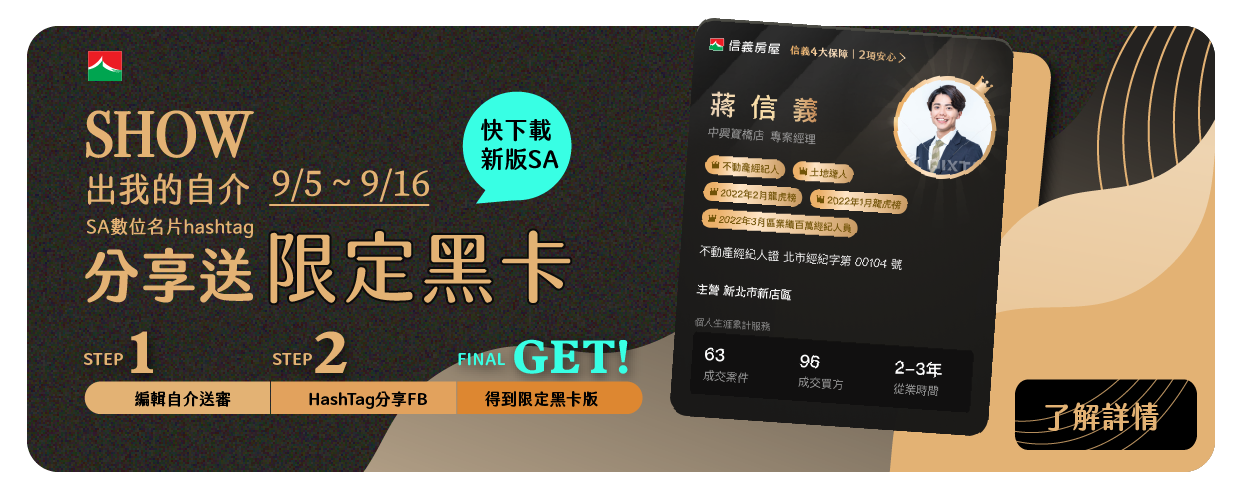 SHOW
出我的自介 9/5 ~ 9/16
SA數位名片hashtag
分享送限定黑卡
快下載
新版SA
STEP 1
編輯自介送審
STEP 2
HashTag分享FB
FINAL GET!
得到限定黑卡版
信義房屋 信義4大保障 | 2項安心 >
蔣信義
中興寶橋店 專案經理
不動產經紀人 土地達人
2022年2月龍虎榜 2022年1月龍虎榜
2022年3月區業績百萬經紀人員
不動產經紀人證 北市經紀字第 00104 號
主營 新北市新店區
個人生涯累計服務
63 96 2-3年
成交案件 成交買方 從業時間
了解詳情